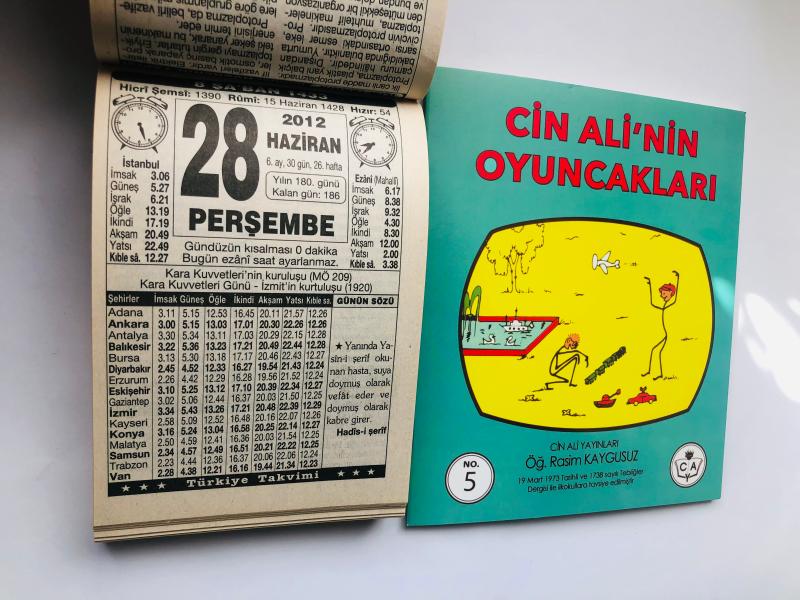 8 ŞA'BAN 1433
Hicrî Şemsî: 1390 Rûmî: 15 Haziran 1428 Hızır: 54
28
2012
HAZİRAN
6. ay, 30 gün, 26. hafta
Yılın 180. günü
Kalan gün: 186
PERŞEMBE
İstanbul
İmsak 3.06
Güneş 5.27
İşrak 6.21
Öğle 13.19
İkindi 17.19
Akşam 20.49
Yatsı 22.49
Kıble sâ. 12.27
Ezânî (Mahallî)
İmsak 6.17
Güneş 8.38
İşrak 9.32
Öğle 4.30
İkindi 8.30
Akşam 12.00
Yatsı 2.00
Kıble sâ. 3.38
Gündüzün kısalması 0 dakika
Bugün ezânî saat ayarlanmaz.
Kara Kuvvetleri'nin kuruluşu (MÖ 209)
Kara Kuvvetleri Günü - İzmit'in kurtuluşu (1920)
Şehirler İmsak Güneş Öğle İkindi Akşam Yatsı Kıble sa.
Adana 3.11 5.15 12.53 16.45 20.11 21.57 12.26
Ankara 3.00 5.15 13.03 17.01 20.30 22.26 12.26
Antalya 3.30 5.34 13.11 17.03 20.29 22.15 12.28
Balıkesir 3.22 5.36 13.23 17.21 20.49 22.44 12.28
Bursa 3.13 5.30 13.18 17.17 20.46 22.43 12.27
Diyarbakır 2.45 4.52 12.33 16.27 19.54 21.43 12.24
Erzurum 2.26 4.42 12.29 16.28 19.56 21.52 12.24
Eskişehir 3.10 5.25 13.12 17.10 20.39 22.34 12.27
Gaziantep 3.02 5.06 12.44 16.37 20.03 21.50 12.25
İzmir 3.34 5.43 13.26 17.21 20.48 22.39 12.29
Kayseri 2.58 5.09 12.52 16.48 20.16 22.07 12.26
Konya 3.16 5.24 13.04 16.58 20.25 22.14 12.27
Malatya 2.50 4.59 12.41 16.36 20.03 21.54 12.25
Samsun 2.34 4.57 12.49 16.51 20.21 22.22 12.25
Trabzon 2.23 4.44 12.36 16.37 20.06 22.06 12.24
Van 2.28 4.38 12.21 16.16 19.44 21.34 12.23
GÜNÜN SÖZÜ
★ Yanında Ya-
sîn-i şerîf oku-
nan hasta, suya
doymuş olarak
vefât eder ve
doymuş olarak
kabre girer.
Hadîs-i şerîf
★ ★ ★ Türkiye Takvimi ★ ★ ★
CİN ALİ'NİN
OYUNCAKLARI
CİN ALİ YAYINLARI
Öğ. Rasim KAYGUSUZ
19 Mart 1973 Tarihli ve 1738 sayılı Tebliğler
Dergisi ile ilkokullara tavsiye edilmiştir
NO.
5
C A